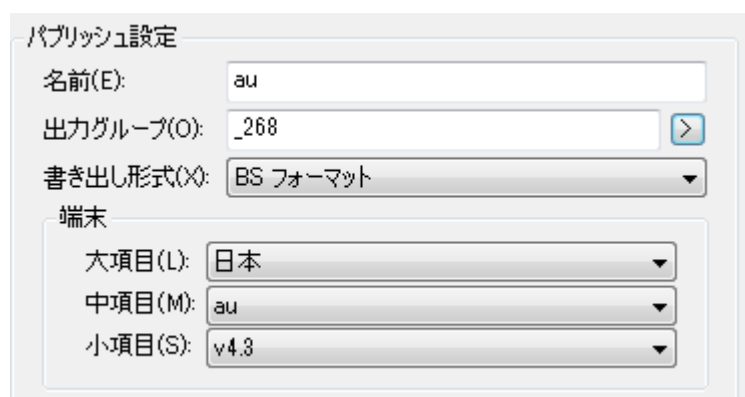 パブリッシュ設定
名前(E): au
出力グループ(O): _268 >
書き出し形式(X): BS フォーマット
端末
大項目(L): 日本
中項目(M): au
小項目(S): v4.3